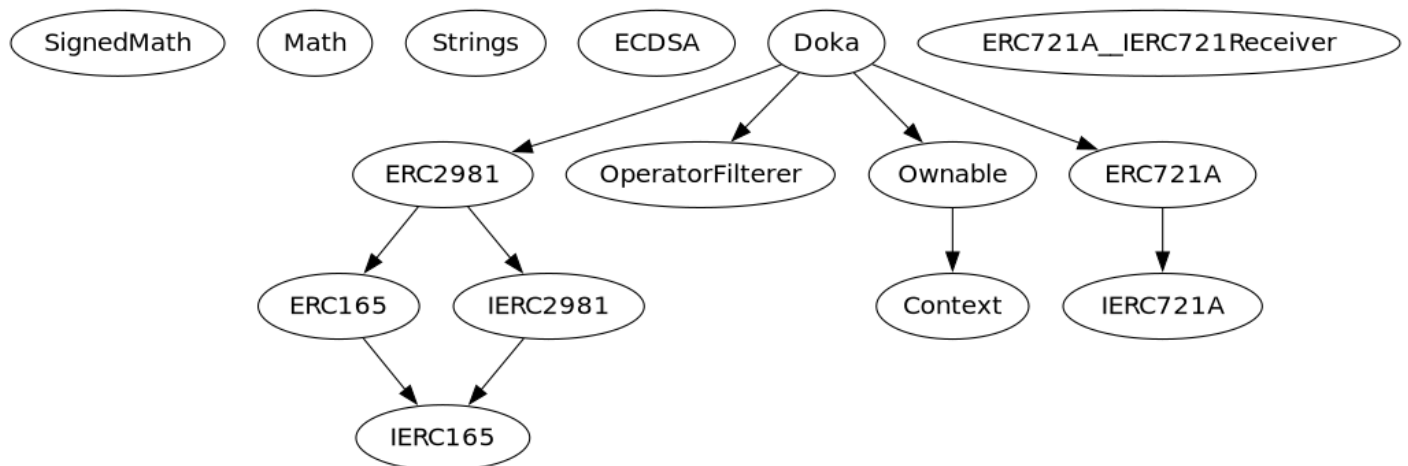 SignedMath
Math
Strings
ECDSA
Doka
ERC721A__IERC721Receiver
ERC2981
OperatorFilterer
Ownable
ERC721A
ERC165
IERC2981
Context
IERC721A
IERC165